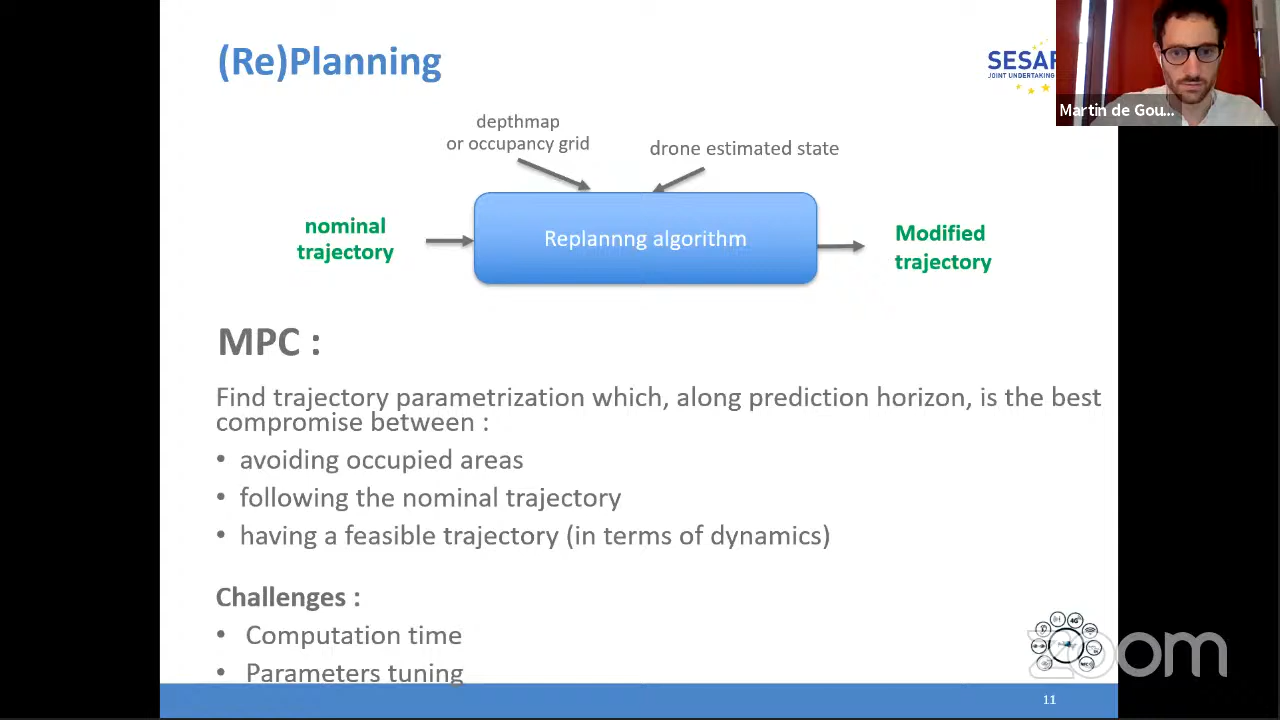 (Re)Planning
SESAR
JOINT UNDERTAKING
Martin de Gou...
depthmap
or occupancy grid
drone estimated state
nominal
trajectory
Replannng algorithm
Modified
trajectory
MPC :
Find trajectory parametrization which, along prediction horizon, is the best
compromise between :
• avoiding occupied areas
• following the nominal trajectory
• having a feasible trajectory (in terms of dynamics)
Challenges :
• Computation time
• Parameters tuning
4G
zoom
11